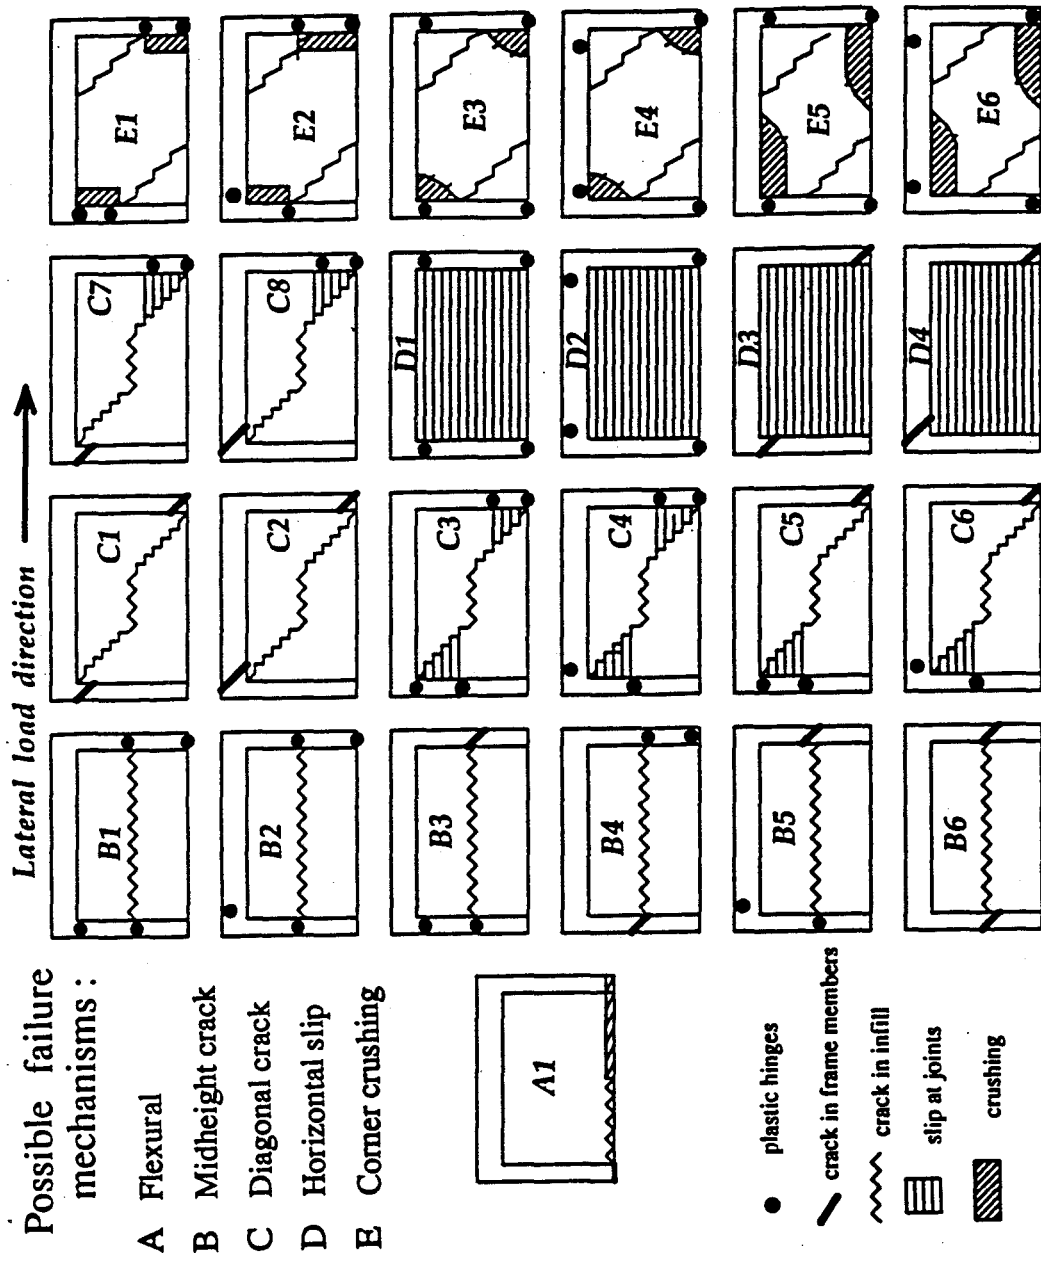 Possible failure
mechanisms :
A Flexural
B Midheight crack
C Diagonal crack
D Horizontal slip
E Corner crushing
Lateral load direction
A1
B1
B2
B3
B4
B5
B6
C1
C2
C3
C4
C5
C6
C7
C8
D1
D2
D3
D4
E1
E2
E3
E4
E5
E6
plastic hinges
crack in frame members
crack in infill
slip at joints
crushing